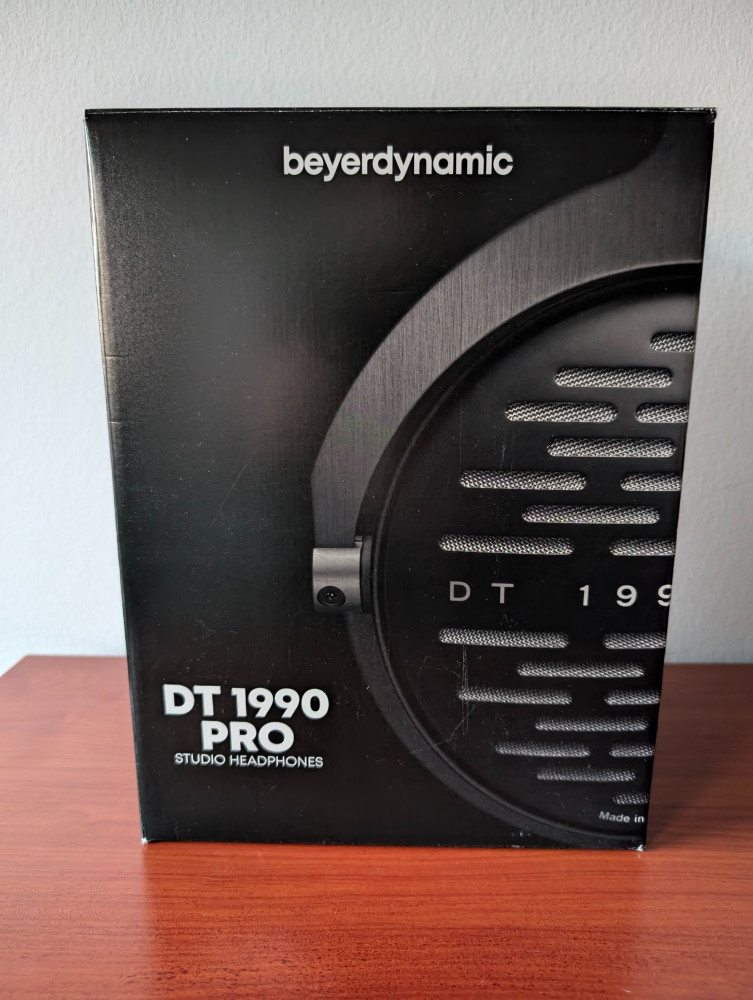 beyerdynamic
DT 199
DT 1990
PRO
STUDIO HEADPHONES
Made in